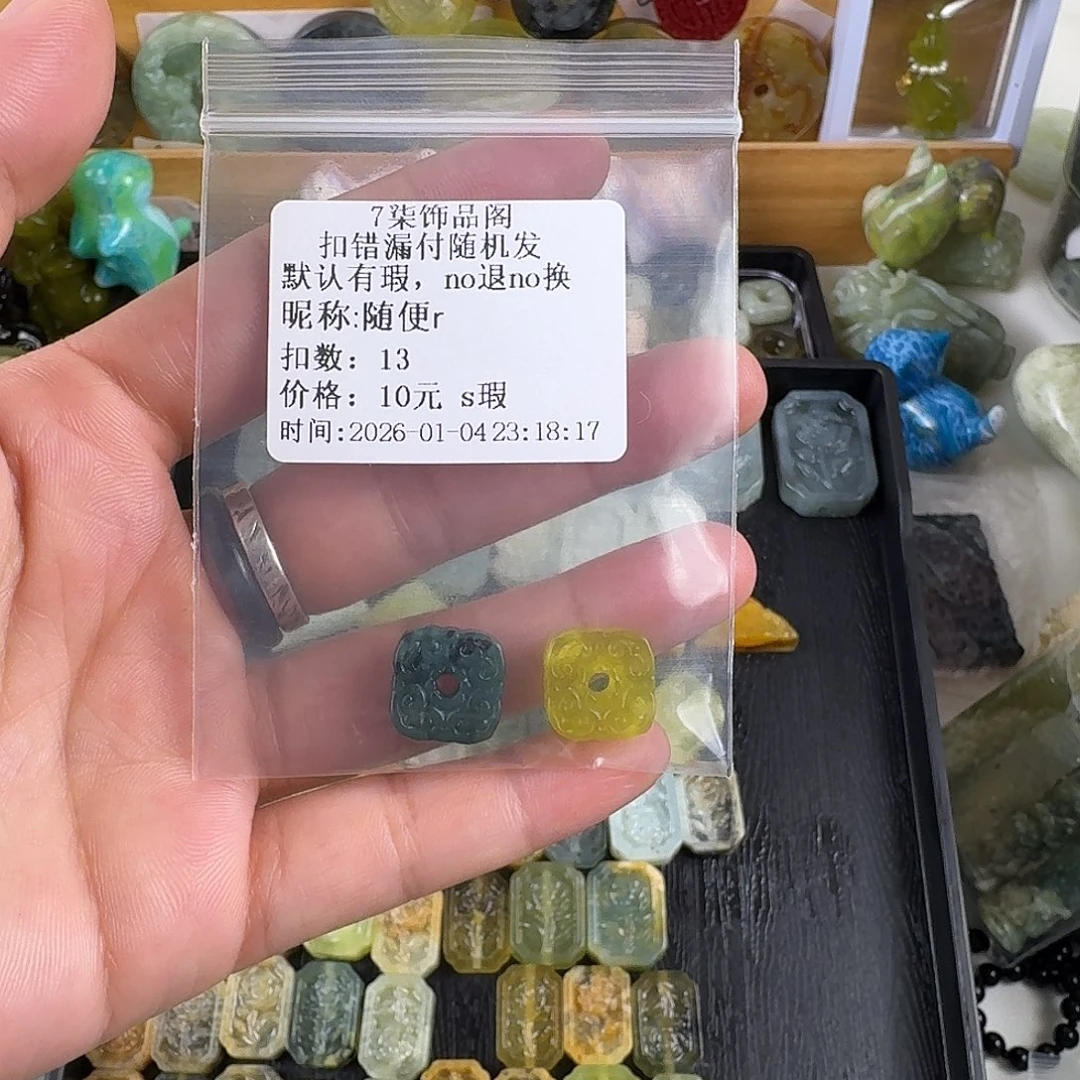 7柒饰品阁
扣错漏付随机发
默认有瑕，no退no换
昵称:随便r
扣数：13
价格：10元 s瑕
时间:2026-01-04 23:18:17